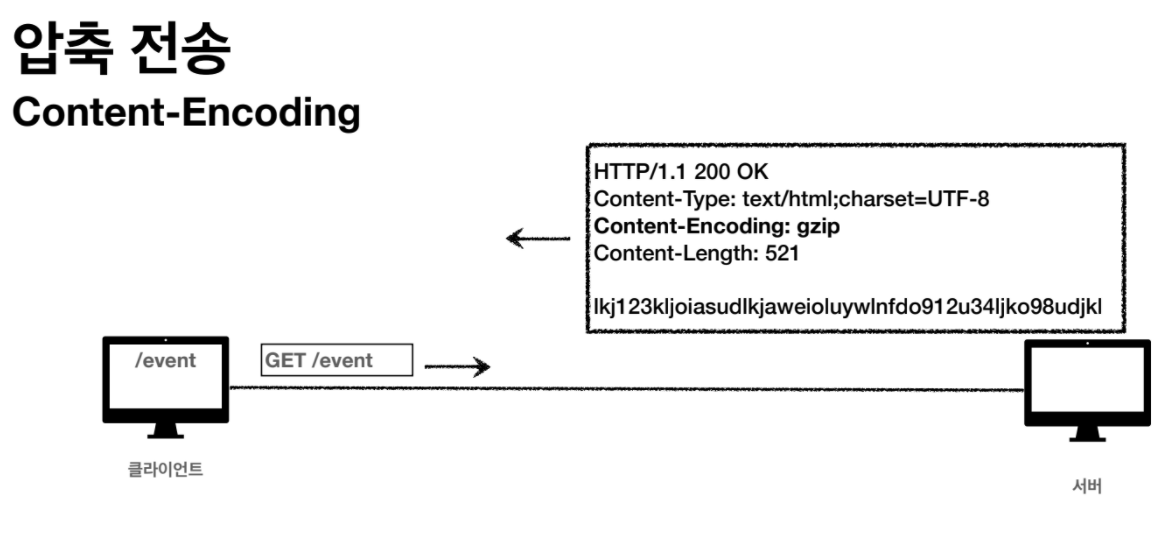 압축 전송
Content-Encoding
HTTP/1.1 200 OK
Content-Type: text/html;charset=UTF-8
Content-Encoding: gzip
Content-Length: 521
lkj123kljoiasudlkjaweioluywlnfdo912u34ljko98udjkl
/event
GET /event
클라이언트
서버